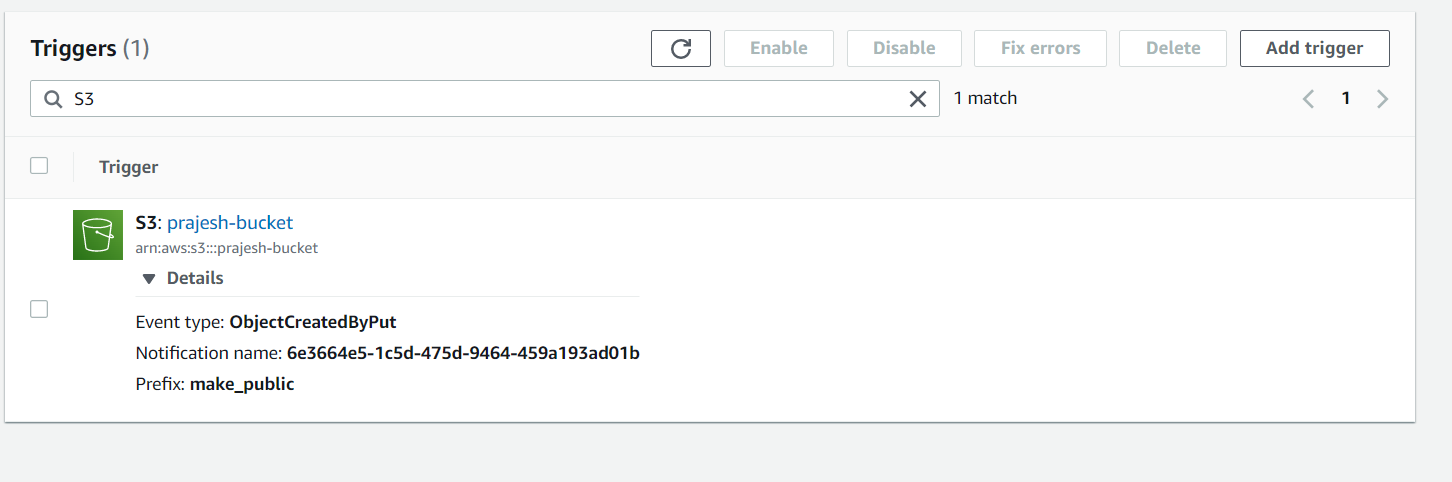 Triggers (1)
Enable
Disable
Fix errors
Delete
Add trigger
S3
1 match
1
Trigger
S3: prajesh-bucket
arn:aws:s3:::prajesh-bucket
Details
Event type: ObjectCreatedByPut
Notification name: 6e3664e5-1c5d-475d-9464-459a193ad01b
Prefix: make_public